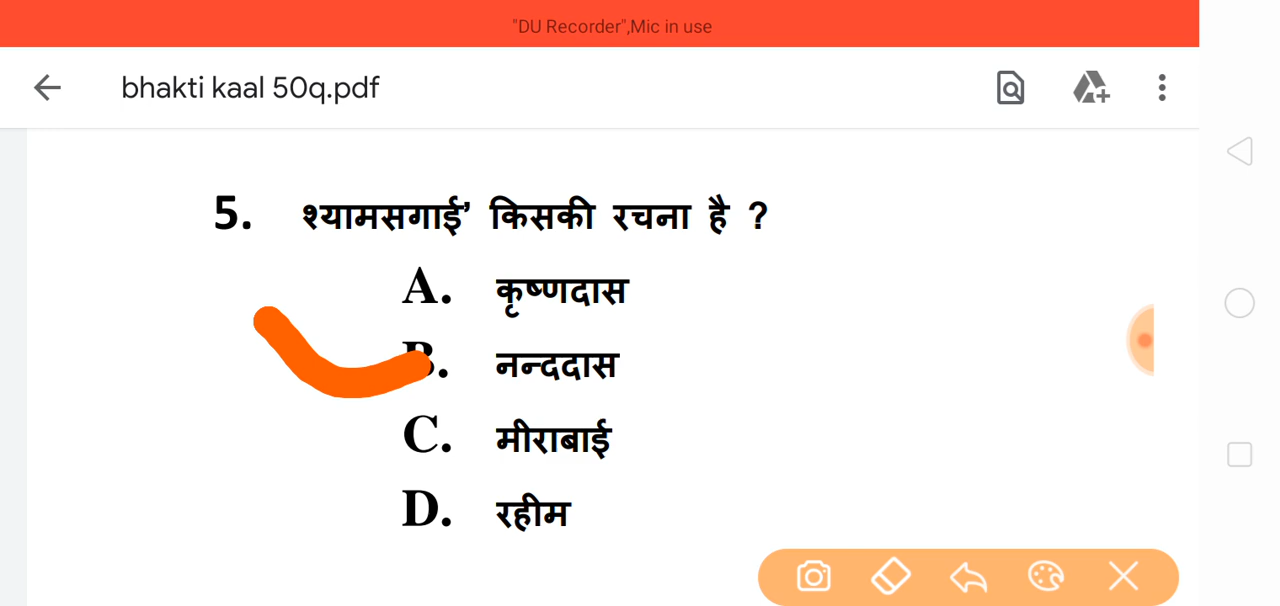 "DU Recorder",Mic in use
bhakti kaal 50q.pdf
5. श्यामसगाई’ किसकी रचना है ?
A. कृष्णदास
B. नन्ददास
C. मीराबाई
D. रहीम